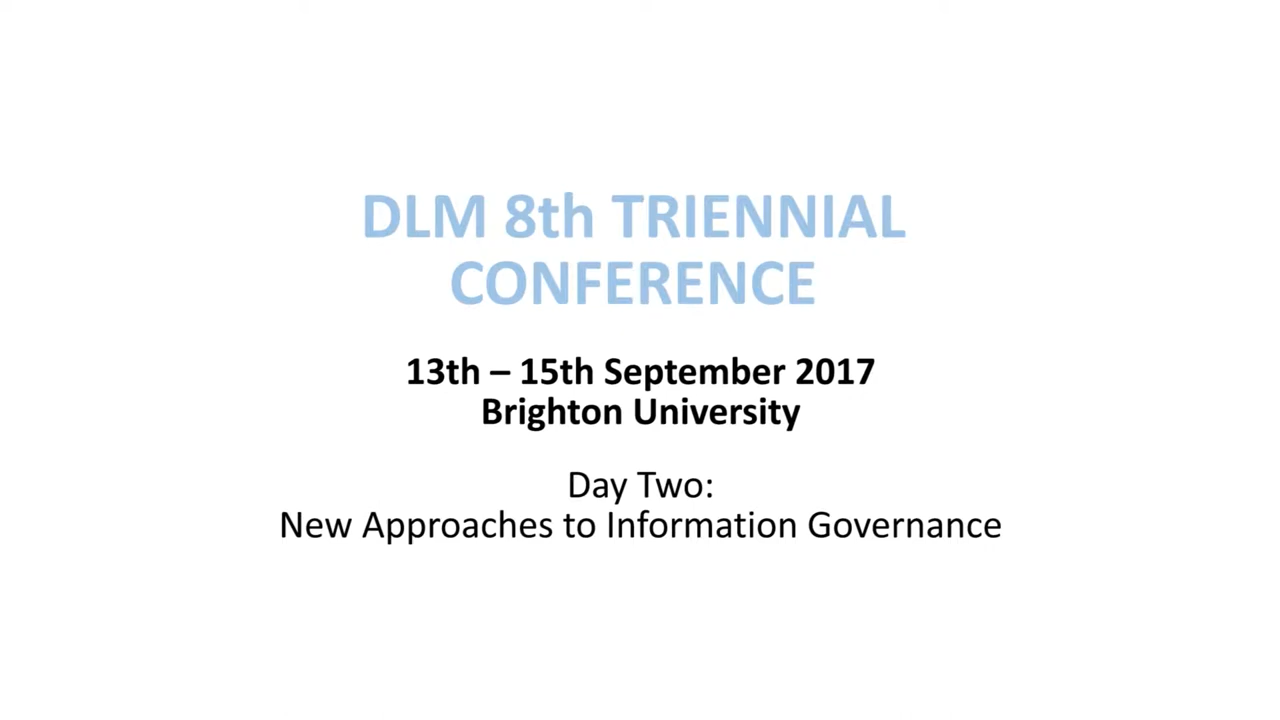 DLM 8th TRIENNIAL
CONFERENCE
13th – 15th September 2017
Brighton University
Day Two:
New Approaches to Information Governance